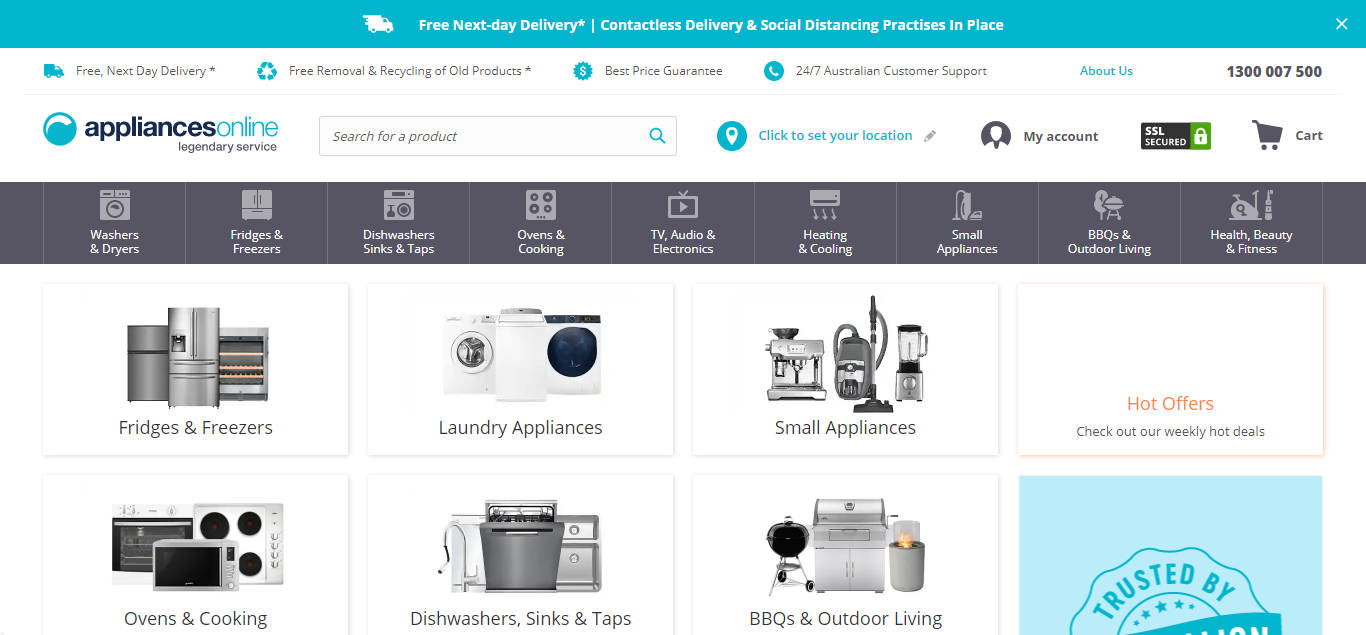 Free Next-day Delivery* | Contactless Delivery & Social Distancing Practises In Place
Free, Next Day Delivery *
Free Removal & Recycling of Old Products *
Best Price Guarantee
24/7 Australian Customer Support
About Us
1300 007 500
appliancesonline
legendary service
Search for a product
Click to set your location
My account
SSL
SECURED
Cart
Washers
& Dryers
Fridges &
Freezers
Dishwashers
Sinks & Taps
Ovens &
Cooking
TV, Audio &
Electronics
Heating
& Cooling
Small
Appliances
BBQs &
Outdoor Living
Health, Beauty
& Fitness
Fridges & Freezers
Laundry Appliances
Small Appliances
Hot Offers
Check out our weekly hot deals
Ovens & Cooking
Dishwashers, Sinks & Taps
BBQs & Outdoor Living
TRUSTED BY